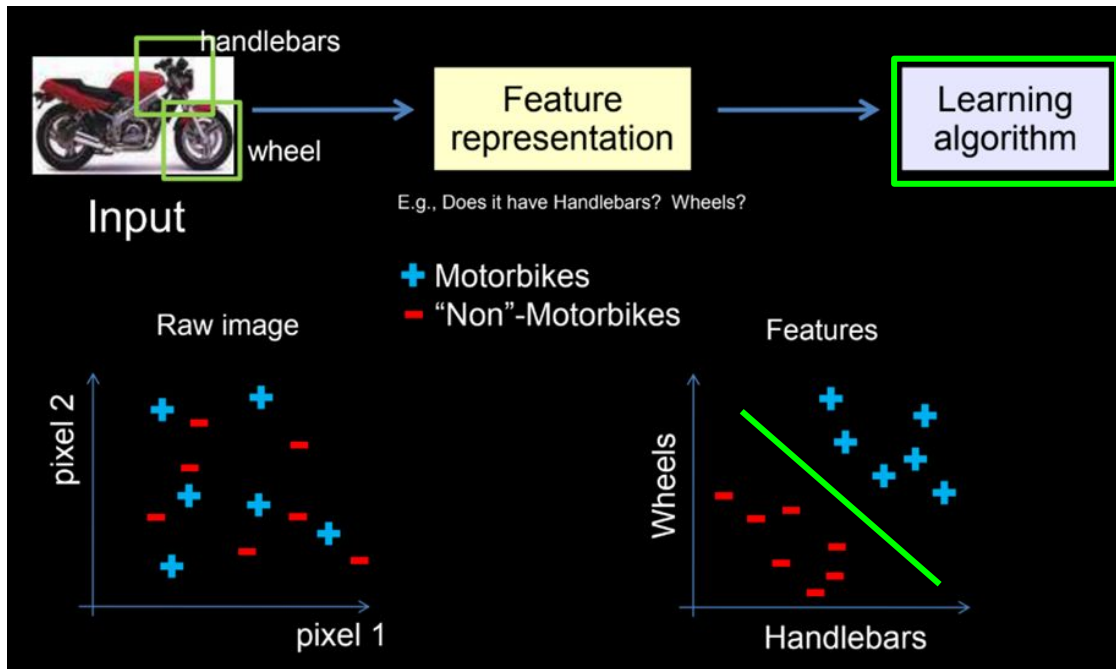 handlebars
wheel
Input
Feature
representation
E.g., Does it have Handlebars?  Wheels?
Learning
algorithm
Motorbikes
“Non”-Motorbikes
Raw image
pixel 2
pixel 1
Features
Wheels
Handlebars